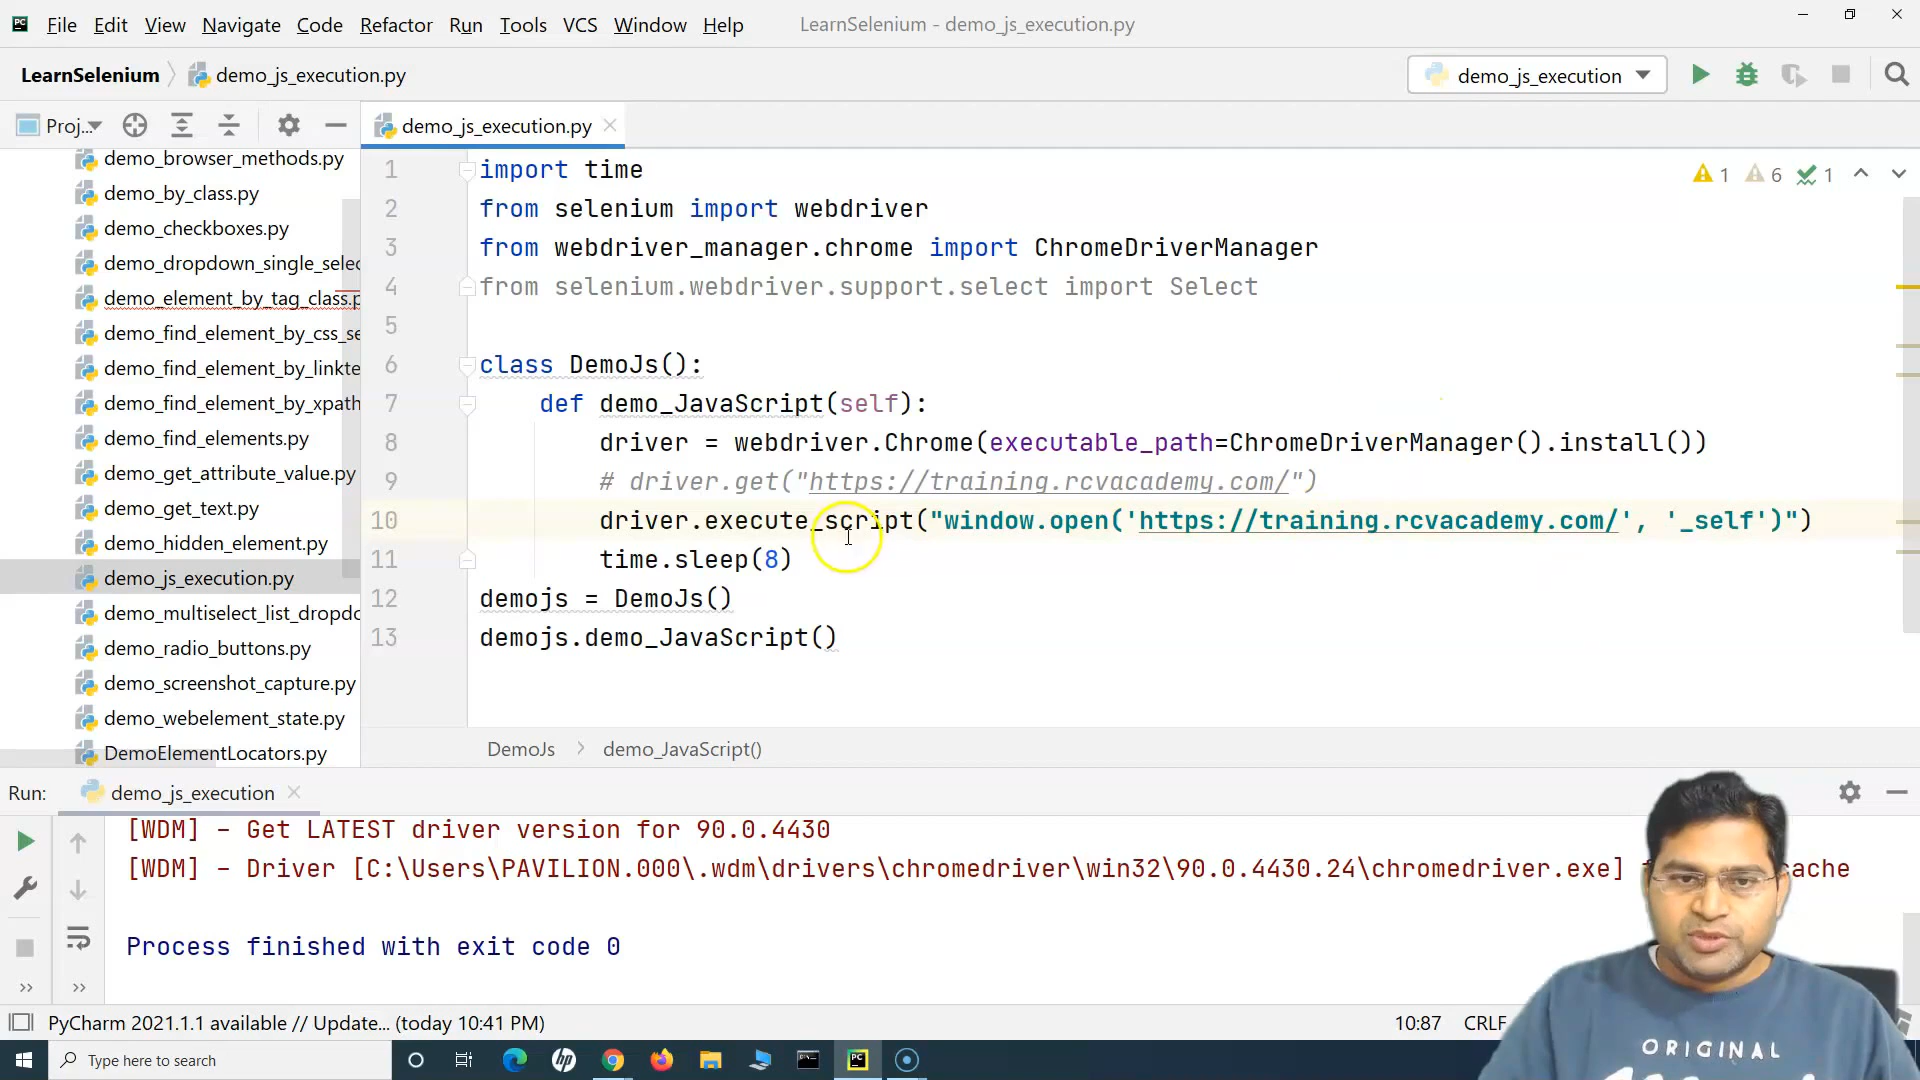 File Edit View Navigate Code Refactor Run Tools VCS Window Help LearnSelenium - demo_js_execution.py
LearnSelenium demo_js_execution.py demo_js_execution
Proj... demo_js_execution.py
demo_browser_methods.py
demo_by_class.py
demo_checkboxes.py
demo_dropdown_single_selec
demo_element_by_tag_class.p
demo_find_element_by_css_se
demo_find_element_by_linkte
demo_find_element_by_xpath
demo_find_elements.py
demo_get_attribute_value.py
demo_get_text.py
demo_hidden_element.py
demo_js_execution.py
demo_multiselect_list_dropdo
demo_radio_buttons.py
demo_screenshot_capture.py
demo_webelement_state.py
DemoElementLocators.py
1 import time
2 from selenium import webdriver
3 from webdriver_manager.chrome import ChromeDriverManager
4 from selenium.webdriver.support.select import Select
5
6 class DemoJs():
7 def demo_JavaScript(self):
8 driver = webdriver.Chrome(executable_path=ChromeDriverManager().install())
9 # driver.get("https://training.rcvacademy.com/")
10 driver.execute_script("window.open('https://training.rcvacademy.com/', '_self')")
11 time.sleep(8)
12 demojs = DemoJs()
13 demojs.demo_JavaScript()
1 6 1
DemoJs demo_JavaScript()
Run: demo_js_execution
[WDM] - Get LATEST driver version for 90.0.4430
[WDM] - Driver [C:\Users\PAVILION.000\.wdm\drivers\chromedriver\win32\90.0.4430.24\chromedriver.exe]
Process finished with exit code 0
PyCharm 2021.1.1 available // Update... (today 10:41 PM) 10:87 CRLF
Type here to search
ORIGINAL